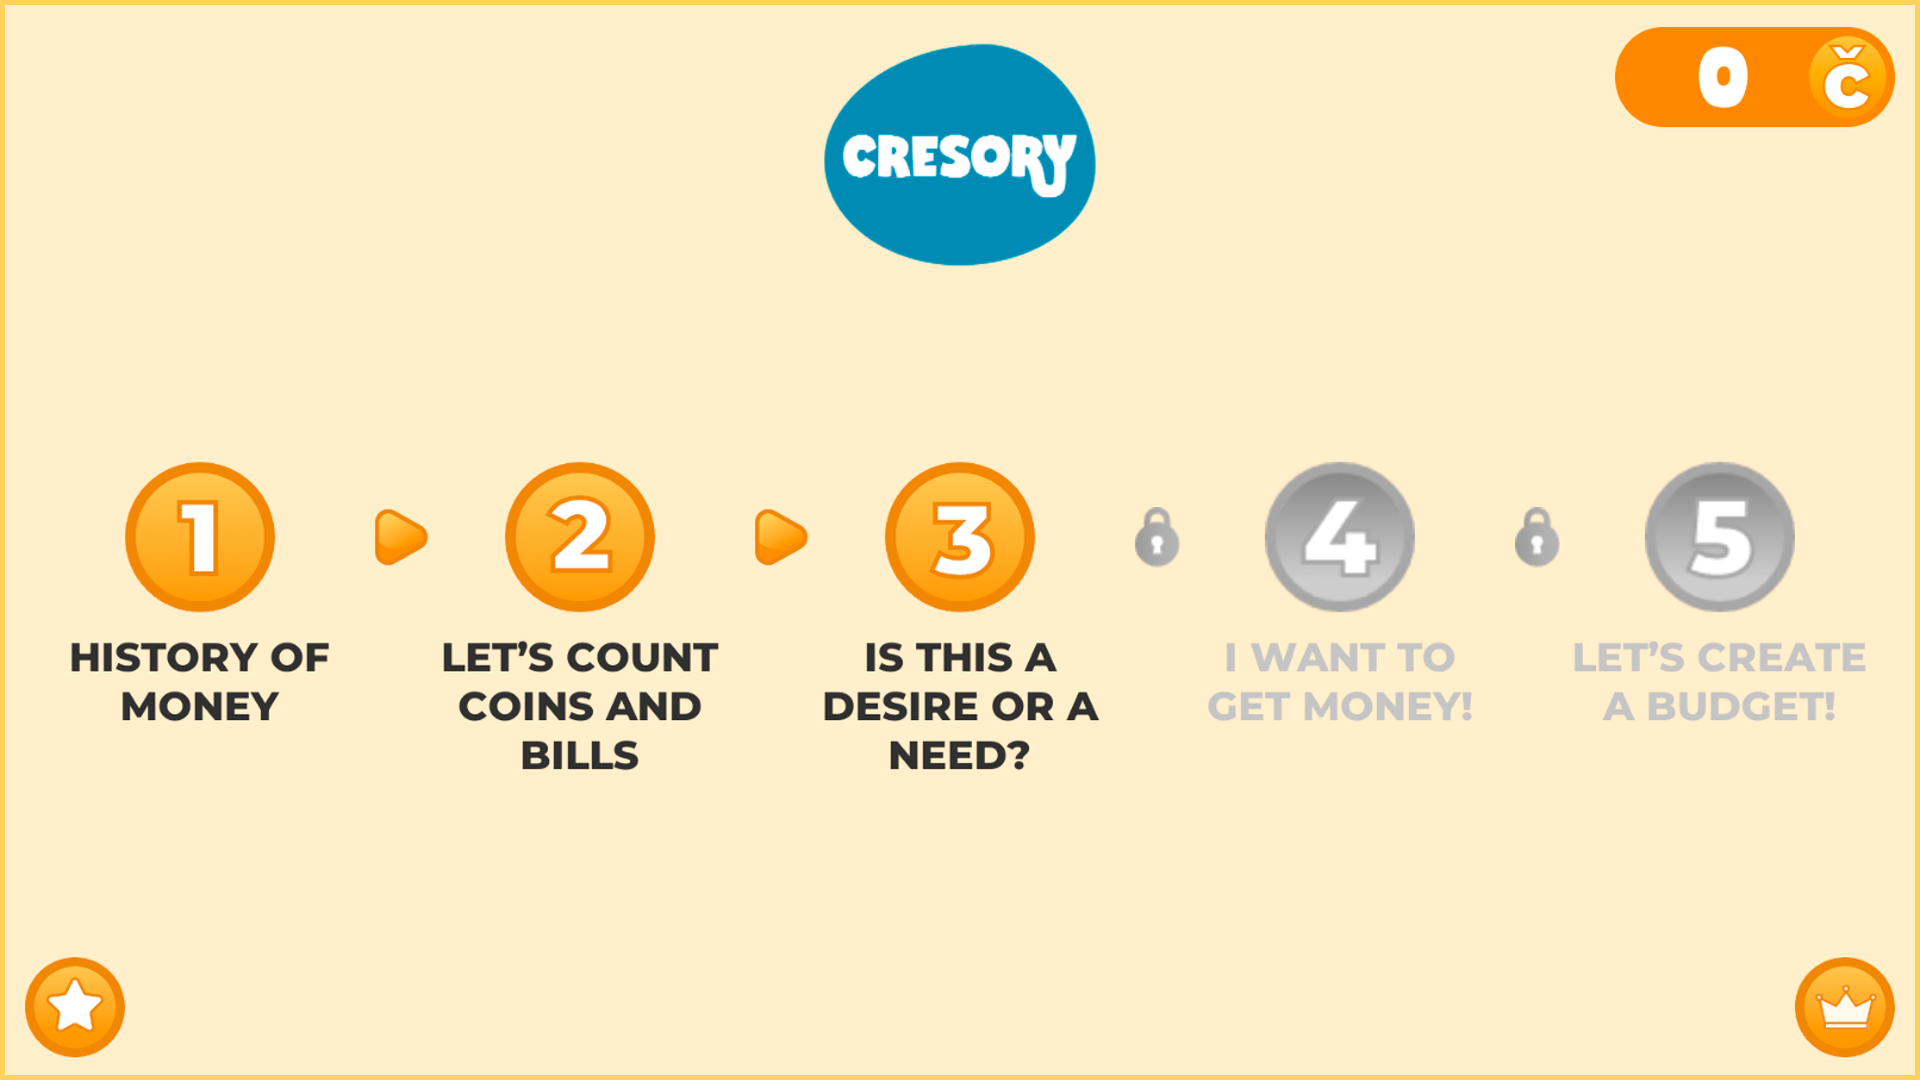 0 č
CRESORY
1
2
3
4
5
HISTORY OF
MONEY
LET’S COUNT
COINS AND
BILLS
IS THIS A
DESIRE OR A
NEED?
I WANT TO
GET MONEY!
LET’S CREATE
A BUDGET!